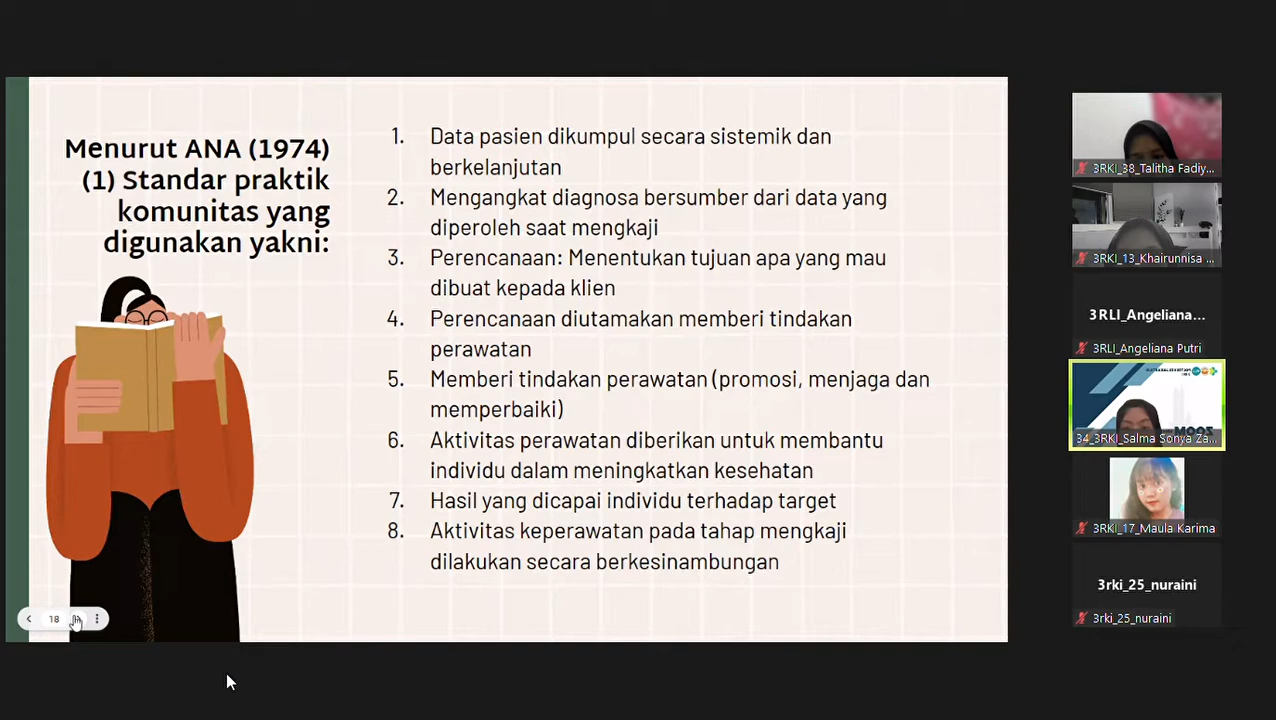 Menurut ANA (1974)
(1) Standar praktik
komunitas yang
digunakan yakni:
1. Data pasien dikumpul secara sistemik dan
berkelanjutan
2. Mengangkat diagnosa bersumber dari data yang
diperoleh saat mengkaji
3. Perencanaan: Menentukan tujuan apa yang mau
dibuat kepada klien
4. Perencanaan diutamakan memberi tindakan
perawatan
5. Memberi tindakan perawatan (promosi, menjaga dan
memperbaiki)
6. Aktivitas perawatan diberikan untuk membantu
individu dalam meningkatkan kesehatan
7. Hasil yang dicapai individu terhadap target
8. Aktivitas keperawatan pada tahap mengkaji
dilakukan secara berkesinambungan
18
3RKI_38_Talitha Fadiy...
3RKI_13_Khairunnisa ...
3RLI_Angeliana...
3RLI_Angeliana Putri
34_3RKI_Salma Sonya Za...
3RKI_17_Maula Karima
3rki_25_nuraini
3rki_25_nuraini